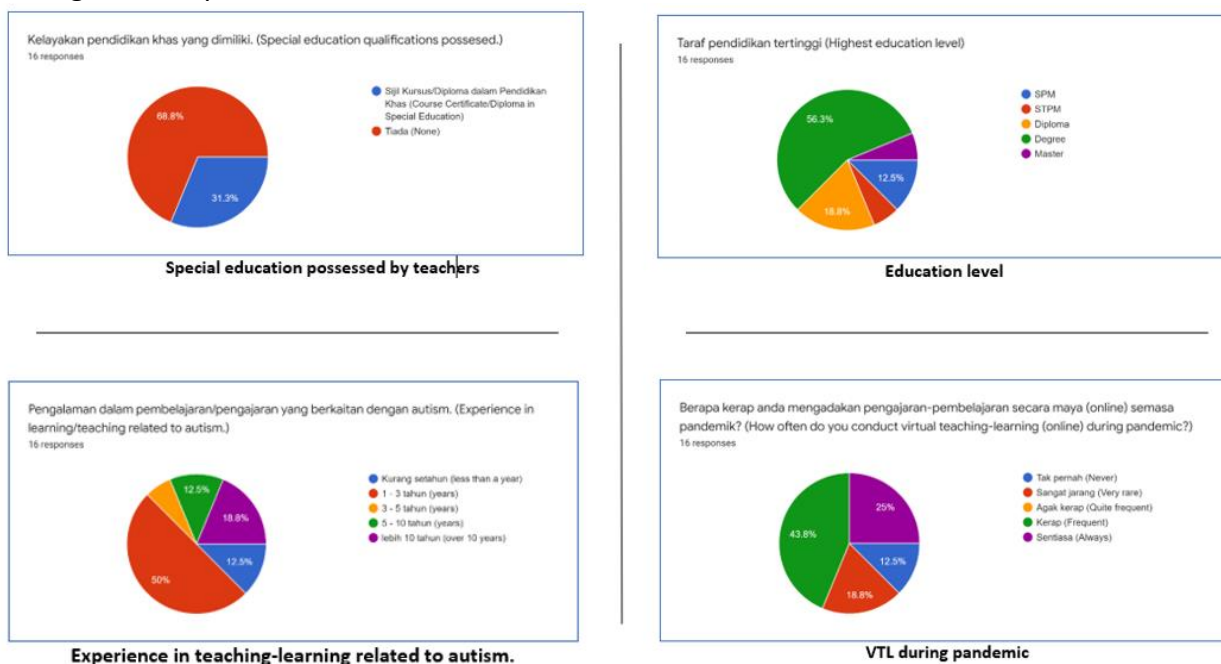 Kelayakan pendidikan khas yang dimiliki. (Special education qualifications possesed.)
16 responses
68.8%
31.3%
Sijil Kursus/Diploma dalam Pendidikan
Khas (Course Certificate/Diploma in
Special Education)
Tiada (None)
Special education possessed by teachers
Taraf pendidikan tertinggi (Highest education level)
16 responses
56.3%
12.5%
18.8%
SPM
STPM
Diploma
Degree
Master
Education level
Pengalaman dalam pembelajaran/pengajaran yang berkaitan dengan autism. (Experience in
learning/teaching related to autism.)
16 responses
12.5%
18.8%
12.5%
50%
Kurang setahun (less than a year)
1 - 3 tahun (years)
3 - 5 tahun (years)
5 - 10 tahun (years)
lebih 10 tahun (over 10 years)
Experience in teaching-learning related to autism.
Berapa kerap anda mengadakan pengajaran-pembelajaran secara maya (online) semasa
pandemik? (How often do you conduct virtual teaching-learning (online) during pandemic?)
16 responses
25%
43.8%
12.5%
18.8%
Tak pernah (Never)
Sangat jarang (Very rare)
Agak kerap (Quite frequent)
Kerap (Frequent)
Sentiasa (Always)
VTL during pandemic